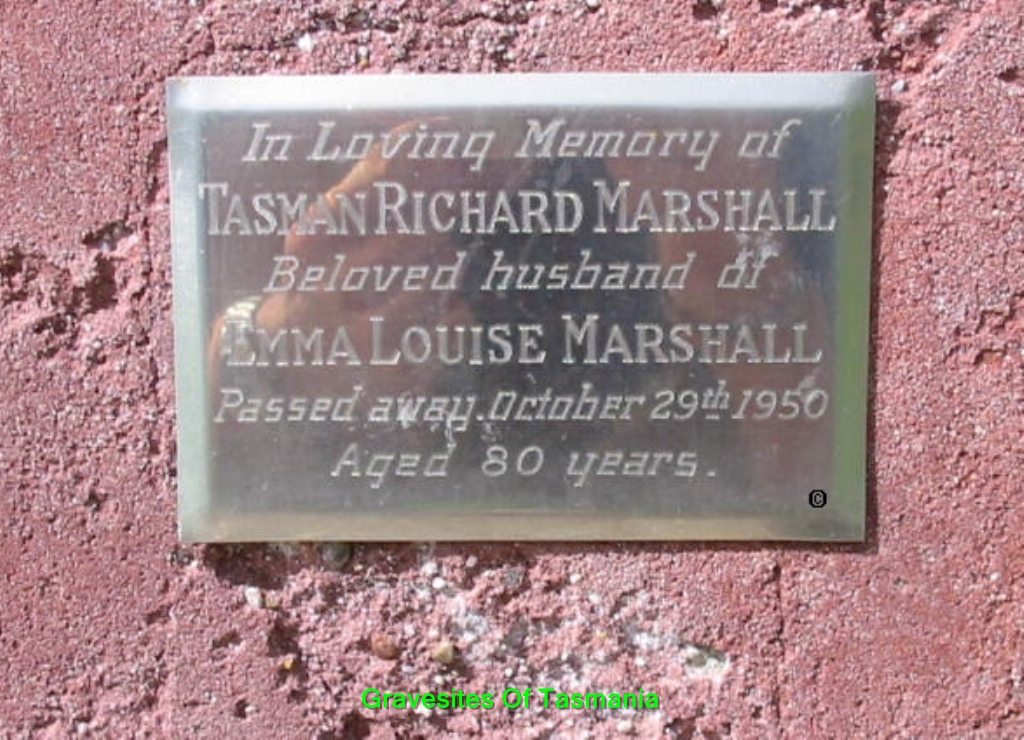 In Loving Memory of
TASMAN RICHARD MARSHALL
Beloved husband of
EMMA LOUISE MARSHALL
Passed away. October 29th 1950
Aged 80 years.
©
Gravesites Of Tasmania